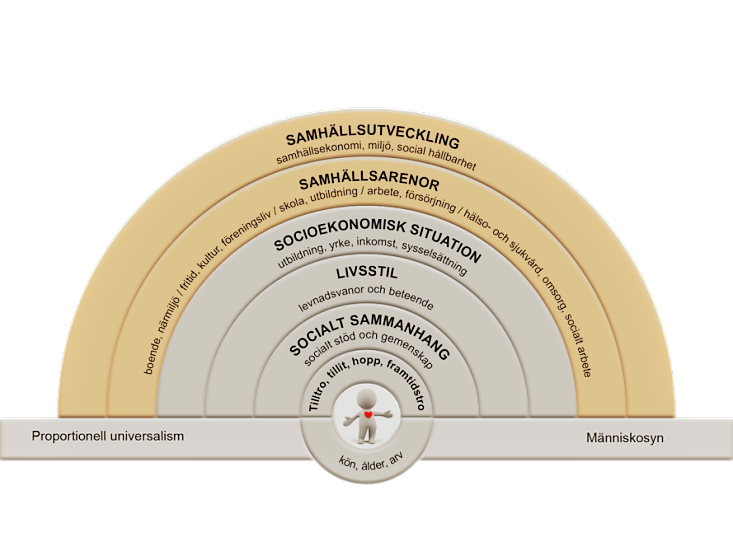 SAMHÄLLSUTVECKLING
samhällsekonomi, miljö, social hållbarhet
SAMHÄLLSARENOR
boende, närmiljö / fritid, kultur, föreningsliv / skola, utbildning / arbete, försörjning / hälso- och sjukvård, omsorg, socialt arbete
SOCIOEKONOMISK SITUATION
utbildning, yrke, inkomst, sysselsättning
LIVSSTIL
levnadsvanor och beteende
SOCIALT SAMMANHANG
socialt stöd och gemenskap
Tilltro, tillit, hopp, framtidstro
Proportionell universalism
Människosyn
kön, ålder, arv